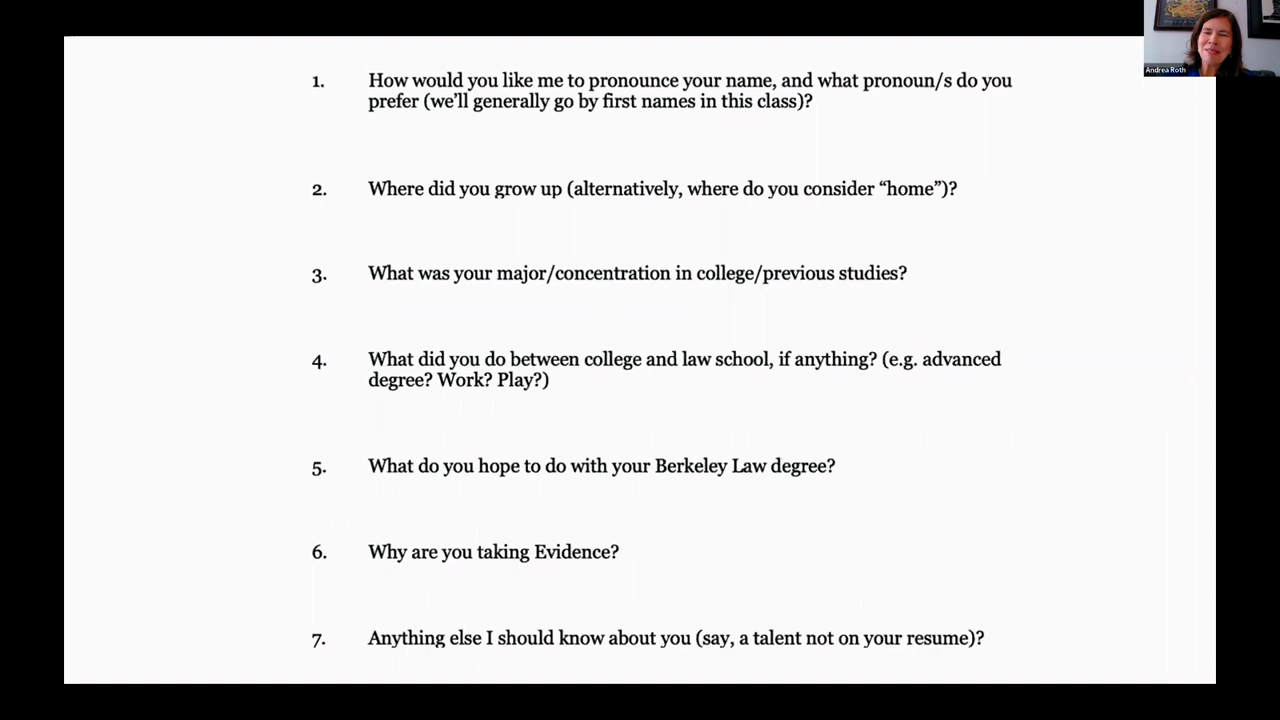 1. How would you like me to pronounce your name, and what pronoun/s do you
prefer (we’ll generally go by first names in this class)?
2. Where did you grow up (alternatively, where do you consider “home”)?
3. What was your major/concentration in college/previous studies?
4. What did you do between college and law school, if anything? (e.g. advanced
degree? Work? Play?)
5. What do you hope to do with your Berkeley Law degree?
6. Why are you taking Evidence?
7. Anything else I should know about you (say, a talent not on your resume)?
Andrea Roth